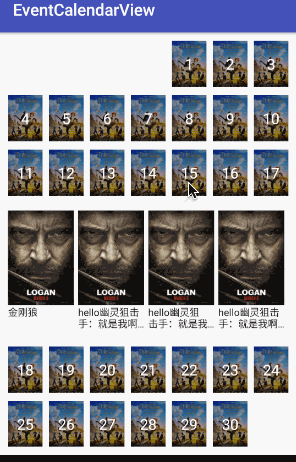 EventCalendarView
1 2 3
4 5 6 7 8 9 10
11 12 13 14 15 16 17
LOGAN LOGAN LOGAN LOGAN
金刚狼 hello幽灵狙击 hello幽灵狙击 hello幽灵狙击
手：就是我啊... 手：就是我... 手：就是我啊...
18 19 20 21 22 23 24
25 26 27 28 29 30